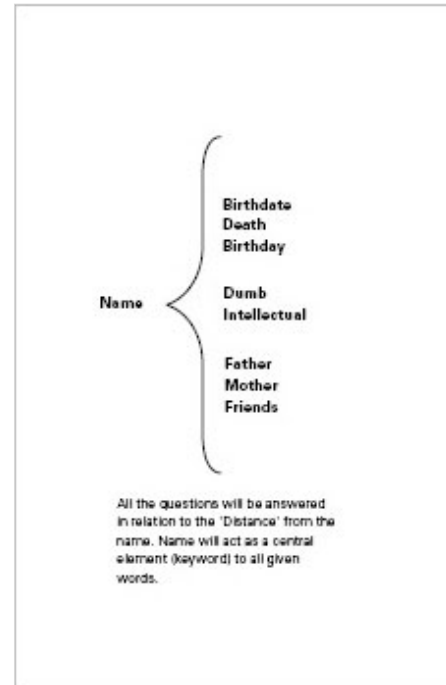 Birthdate
Death
Birthday
Name
Dumb
Intellectual
Father
Mother
Friends
All the questions will be answered
in relation to the 'Distance' from the
name. Name will act as a central
element (keyword) to all given
words.